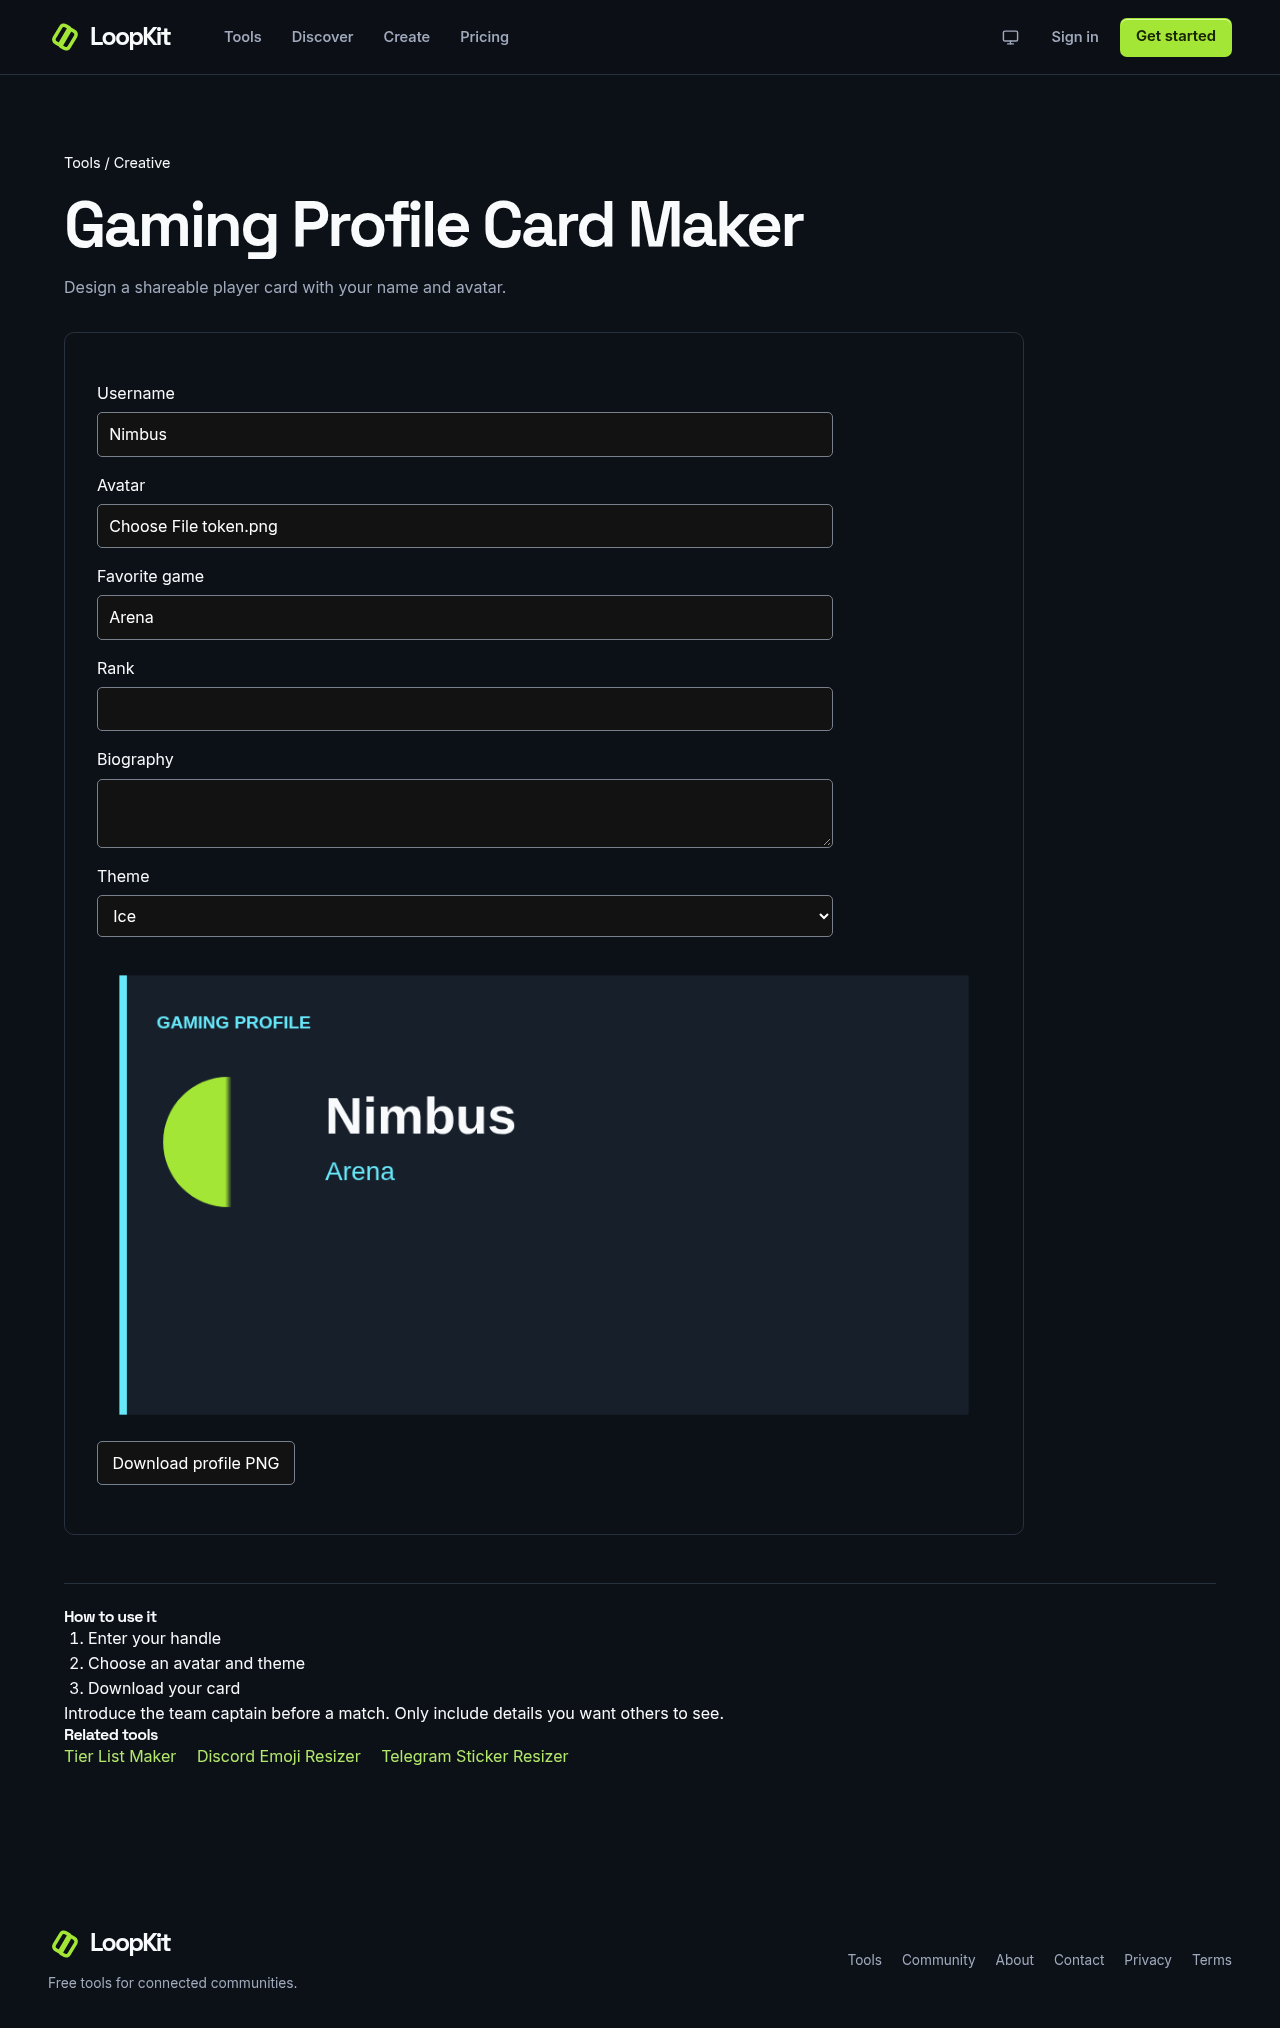 LoopKit
Tools Discover Create Pricing
Sign in
Get started
Tools / Creative
Gaming Profile Card Maker
Design a shareable player card with your name and avatar.
Username
Nimbus
Avatar
Choose File token.png
Favorite game
Arena
Rank
Biography
Theme
Ice
GAMING PROFILE
Nimbus
Arena
Download profile PNG
How to use it
1. Enter your handle
2. Choose an avatar and theme
3. Download your card
Introduce the team captain before a match. Only include details you want others to see.
Related tools
Tier List Maker Discord Emoji Resizer Telegram Sticker Resizer
LoopKit
Free tools for connected communities.
Tools Community About Contact Privacy Terms